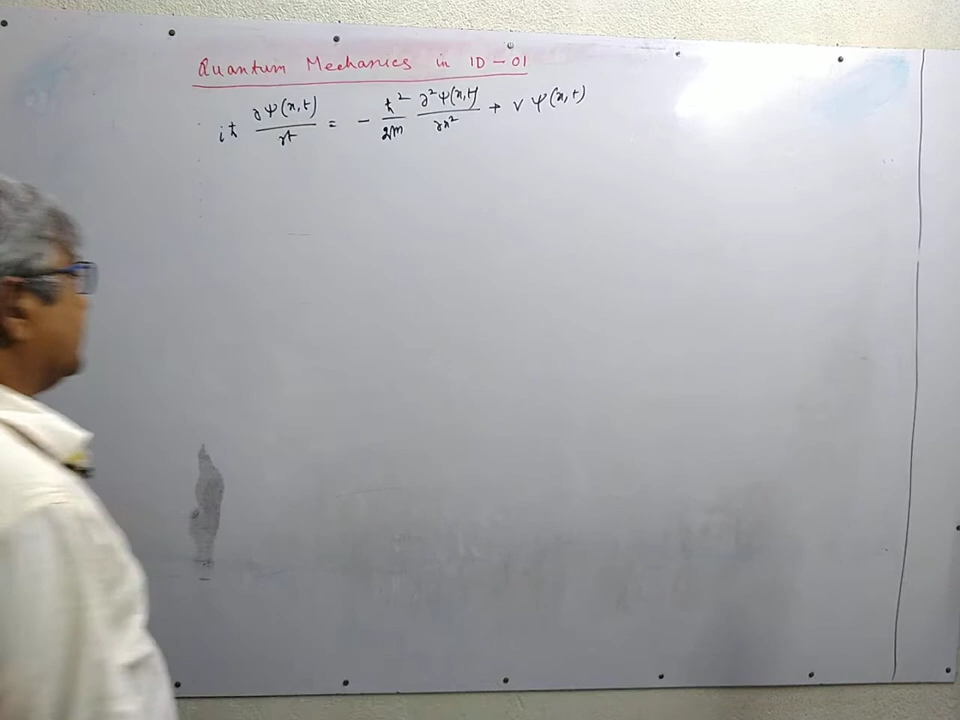 Quantum Mechanics in 1D - 01
iħ ∂Ψ(x,t)/∂t = - ħ²/2m ∂²Ψ(x,t)/∂x² + V Ψ(x,t)